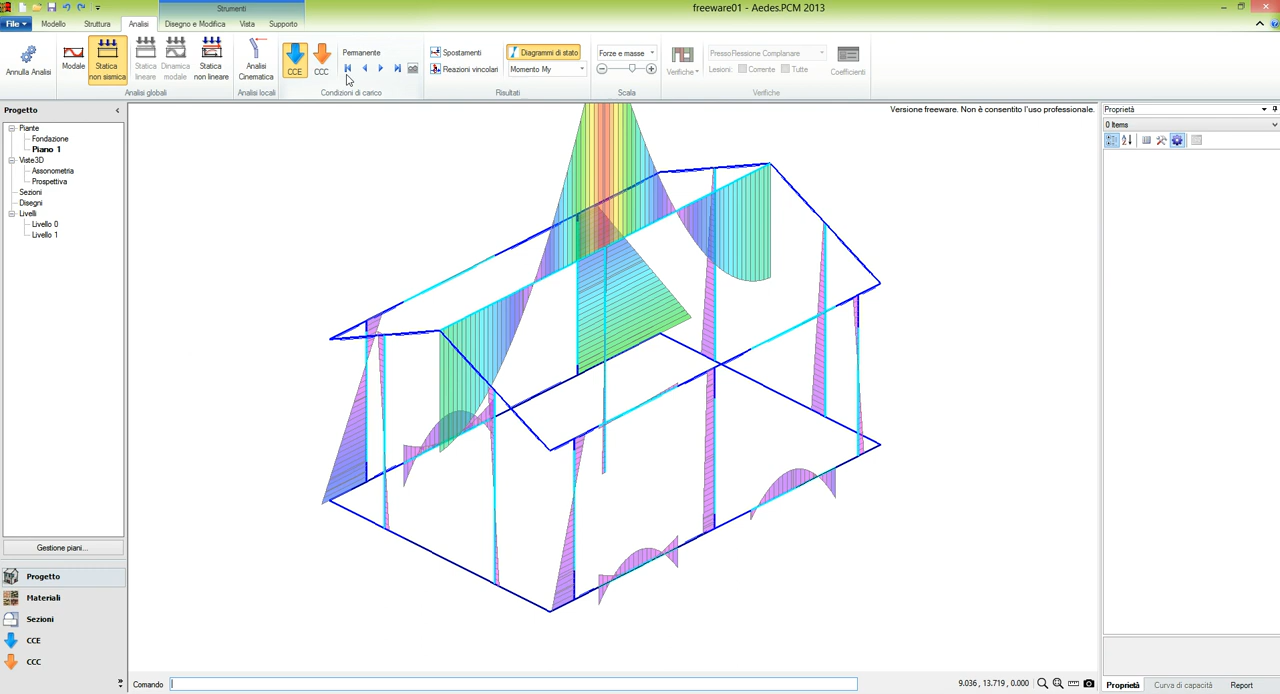 Strumenti
freeware01 - Aedes.PCM 2013
File
Modello
Struttura
Analisi
Disegno e Modifica
Vista
Supporto
Annulla Analisi
Modale
Statica non sismica
Statica lineare
Dinamica modale
Statica non lineare
Analisi globali
Analisi Cinematica
Analisi locali
CCE
CCC
Permanente
Condizioni di carico
Spostamenti
Reazioni vincolari
Diagrammi di stato
Momento My
Risultati
Forze e masse
Scala
Verifiche
PressoRessione Complanare
Lesioni:
Corrente
Tutte
Coefficienti
Verifiche
Progetto
Piante
Fondazione
Piano 1
Viste3D
Assonometria
Prospettiva
Sezioni
Disegni
Livelli
Livello 0
Livello 1
Gestione piani...
Progetto
Materiali
Sezioni
CCE
CCC
Versione freeware. Non è consentito l'uso professionale.
Proprietà
0 Items
Comando
9.036, 13.719, 0.000
Proprietà
Curva di capacità
Report